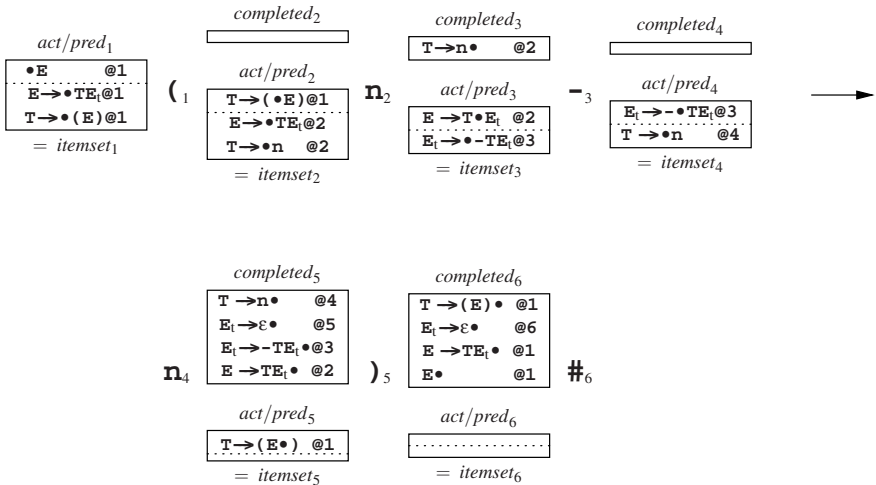 completed₂
completed₃
completed₄
act/pred₁
•E @1
E→•TEₜ@1
T→•(E)@1
= itemset₁
(₁
act/pred₂
T→(•E)@1
E→•TEₜ@2
T→•n @2
= itemset₂
n₂
T→n• @2
act/pred₃
E →T•Eₜ @2
Eₜ→•-TEₜ@3
= itemset₃
-₃
act/pred₄
Eₜ→-•TEₜ@3
T →•n @4
= itemset₄
n₄
completed₅
T →n• @4
Eₜ→ε• @5
Eₜ→-TEₜ•@3
E →TEₜ• @2
act/pred₅
T→(E•) @1
= itemset₅
)₅
completed₆
T →(E)• @1
Eₜ→ε• @6
E →TEₜ• @1
E• @1
act/pred₆
= itemset₆
#₆